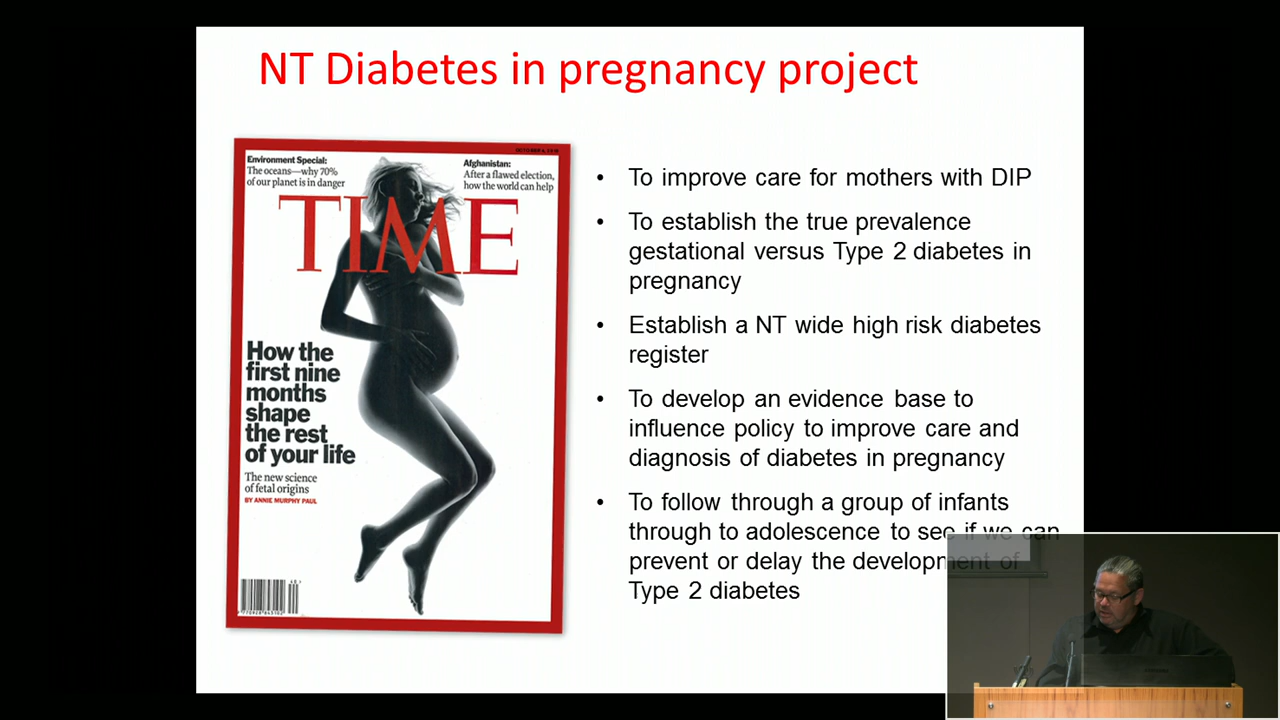 NT Diabetes in pregnancy project
Environment Special:
The oceans—why 70%
of our planet is in danger
Afghanistan:
After a flawed election,
how the world can help
TIME
How the
first nine
months
shape
the rest
of your life
The new science
of fetal origins
BY ANNIE MURPHY PAUL
• To improve care for mothers with DIP
• To establish the true prevalence
gestational versus Type 2 diabetes in
pregnancy
• Establish a NT wide high risk diabetes
register
• To develop an evidence base to
influence policy to improve care and
diagnosis of diabetes in pregnancy
• To follow through a group of infants
through to adolescence to see if we can
prevent or delay the development of
Type 2 diabetes